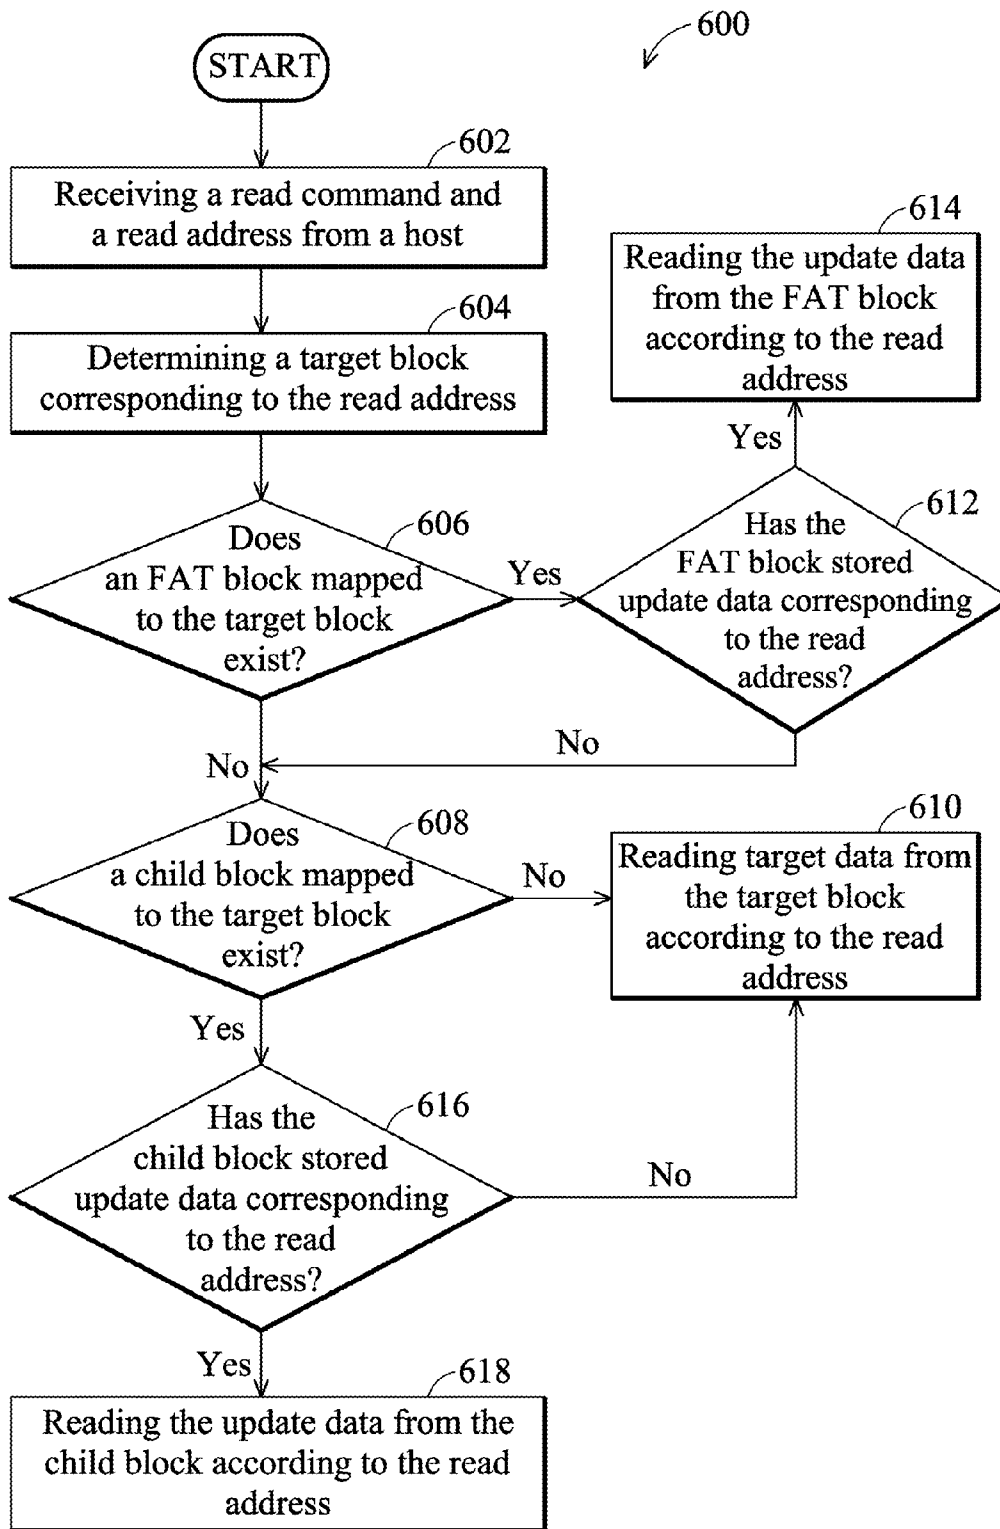 600
START
602
Receiving a read command and
a read address from a host
604
Determining a target block
corresponding to the read address
614
Reading the update data
from the FAT block
according to the read
address
Yes
606
Does
an FAT block mapped
to the target block
exist?
Yes
612
Has the
FAT block stored
update data corresponding
to the read
address?
No
No
608
Does
a child block mapped
to the target block
exist?
No
610
Reading target data from
the target block
according to the read
address
Yes
616
Has the
child block stored
update data corresponding
to the read
address?
No
Yes
618
Reading the update data from the
child block according to the read
address